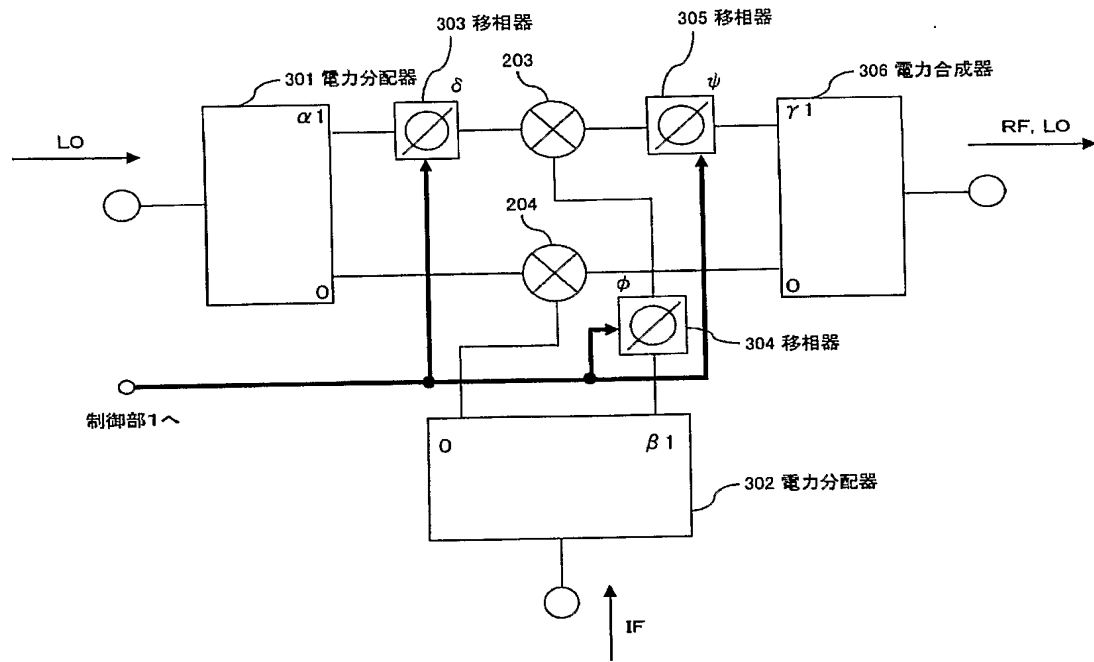 303 移相器
305 移相器
301 電力分配器
δ
203
ψ
306 電力合成器
α1
γ1
LO
RF, LO
204
0
0
φ
304 移相器
制御部1へ
0
β1
302 電力分配器
IF